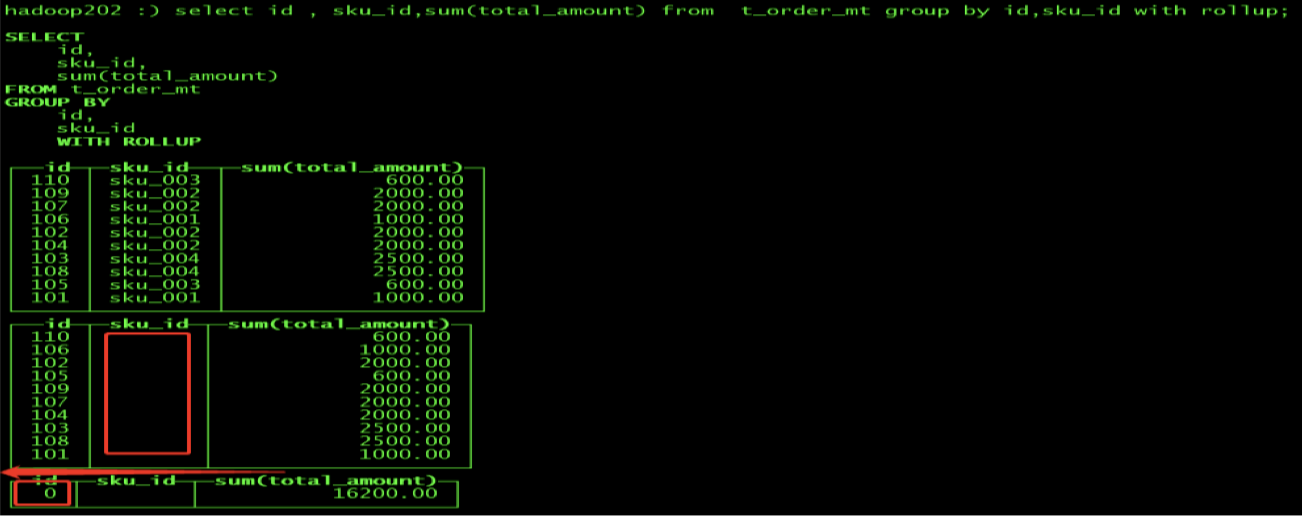 hadoop202 :) select id , sku_id,sum(total_amount) from  t_order_mt group by id,sku_id with rollup;
SELECT
id,
sku_id,
sum(total_amount)
FROM t_order_mt
GROUP BY
id,
sku_id
WITH ROLLUP
id sku_id sum(total_amount)
110 sku_003 600.00
109 sku_002 2000.00
107 sku_002 2000.00
106 sku_001 1000.00
102 sku_002 2000.00
104 sku_002 2000.00
103 sku_004 2500.00
108 sku_004 2500.00
105 sku_003 600.00
101 sku_001 1000.00
id sku_id sum(total_amount)
110 600.00
106 1000.00
102 2000.00
105 600.00
109 2000.00
107 2000.00
104 2000.00
103 2500.00
108 2500.00
101 1000.00
id sku_id sum(total_amount)
0 16200.00